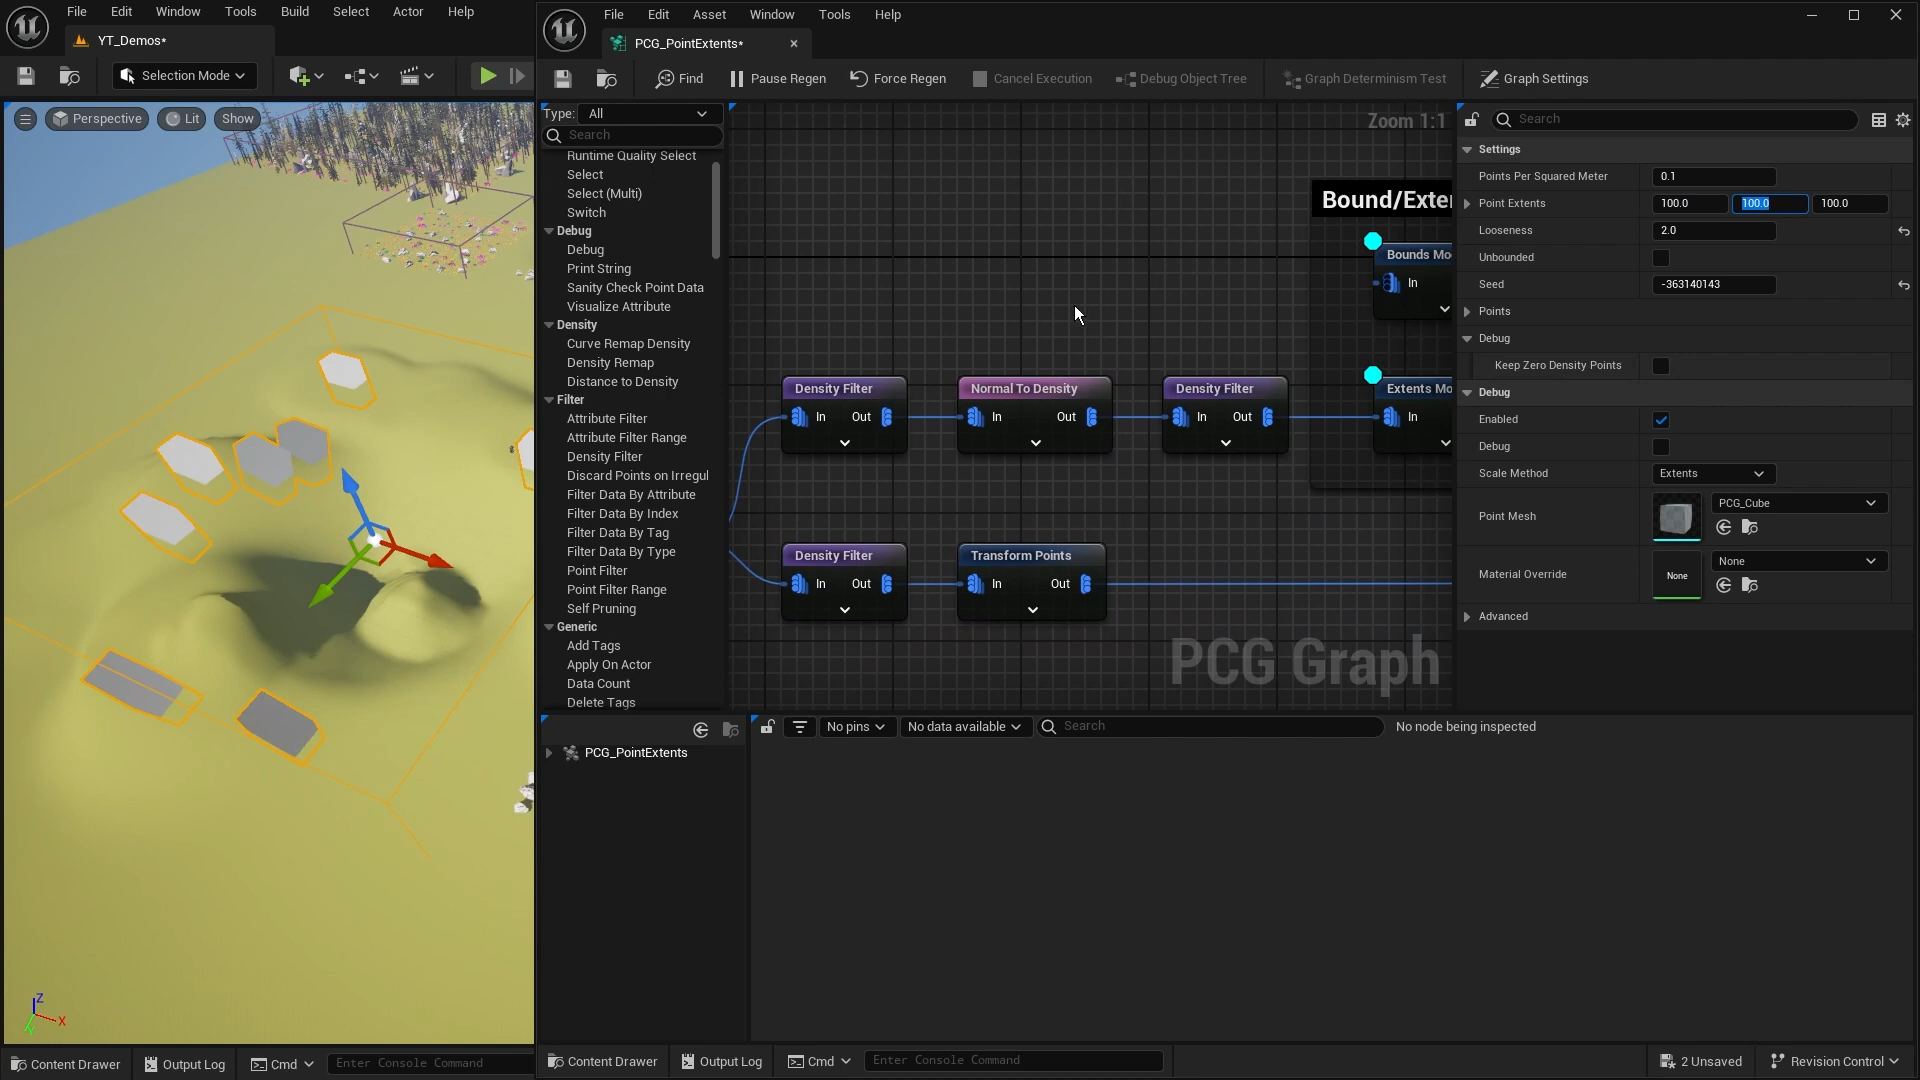 File Edit Window Tools Build Select Actor Help
YT_Demos*
Selection Mode
Perspective Lit Show
Z
X
Y
Content Drawer Output Log Cmd Enter Console Command
File Edit Asset Window Tools Help
PCG_PointExtents*
Find Pause Regen Force Regen Cancel Execution Debug Object Tree Graph Determinism Test Graph Settings
Type: All
Search
Runtime Quality Select
Select
Select (Multi)
Switch
Debug
Debug
Print String
Sanity Check Point Data
Visualize Attribute
Density
Curve Remap Density
Density Remap
Distance to Density
Filter
Attribute Filter
Attribute Filter Range
Density Filter
Discard Points on Irregul
Filter Data By Attribute
Filter Data By Index
Filter Data By Tag
Filter Data By Type
Point Filter
Point Filter Range
Self Pruning
Generic
Add Tags
Apply On Actor
Data Count
Delete Tags
Zoom 1:1
Bound/Exter
Bounds Mo
In
Density Filter Normal To Density Density Filter Extents Mo
In Out In Out In Out In
Density Filter Transform Points
In Out In Out
PCG Graph
Search
Settings
Points Per Squared Meter 0.1
Point Extents 100.0 100.0 100.0
Looseness 2.0
Unbounded
Seed -363140143
Points
Debug
Keep Zero Density Points
Debug
Enabled
Debug
Scale Method Extents
Point Mesh PCG_Cube
Material Override None None
Advanced
PCG_PointExtents
No pins No data available Search No node being inspected
Content Drawer Output Log Cmd Enter Console Command 2 Unsaved Revision Control